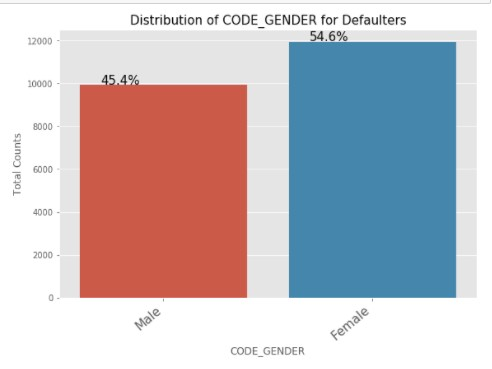 Distribution of CODE_GENDER for Defaulters
54.6%
45.4%
12000
10000
8000
6000
4000
2000
0
Total Counts
Male
Female
CODE_GENDER